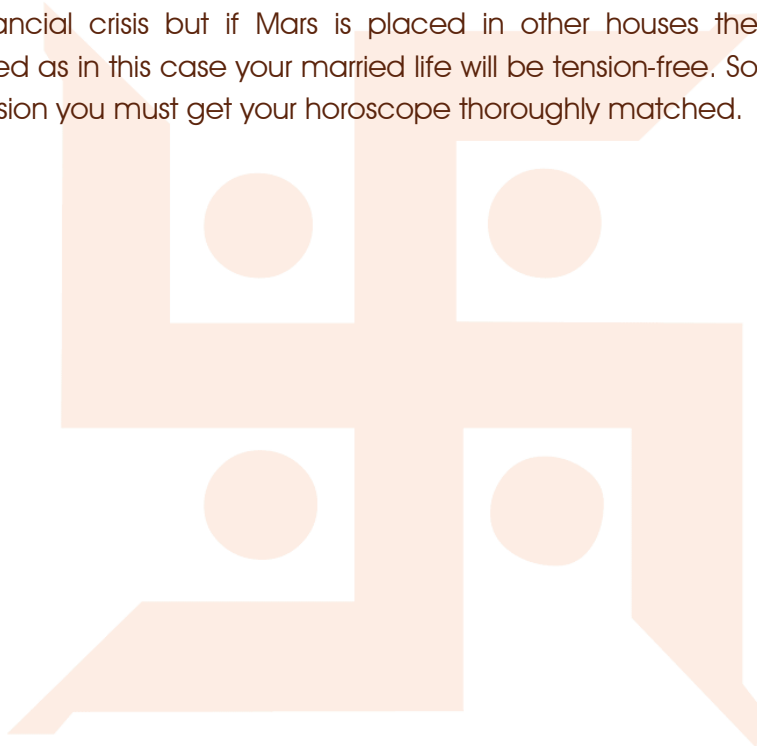 ancial crisis but if Mars is placed in other houses the
ed as in this case your married life will be tension-free. So
sion you must get your horoscope thoroughly matched.